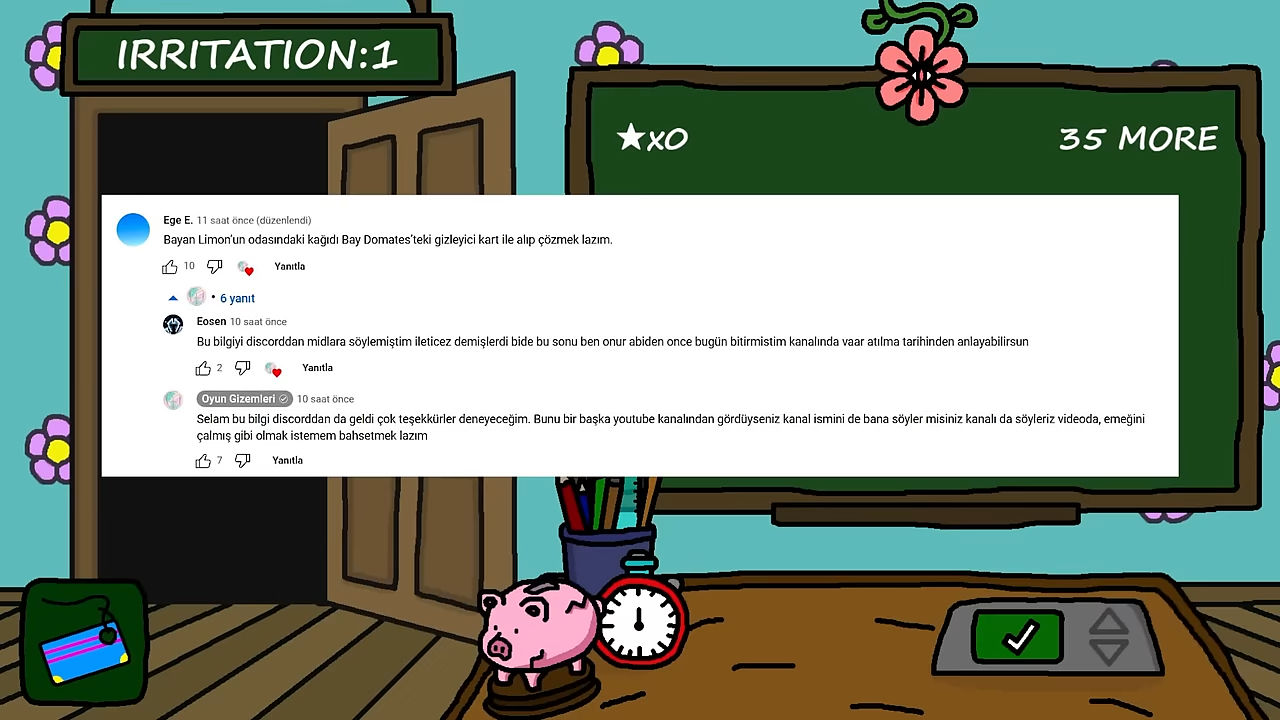 IRRITATION:1
★x0
35 MORE
Ege E. 11 saat önce (düzenlendi)
Bayan Limon'un odasındaki kağıdı Bay Domates'teki gizleyici kart ile alıp çözmek lazım.
10 Yanıtla
• 6 yanıt
Eosen 10 saat önce
Bu bilgiyi discorddan midlara söylemiştim ileticez demişlerdi bide bu sonu ben onur abiden once bugün bitirmistim kanalında vaar atılma tarihinden anlayabilirsun
2 Yanıtla
Oyun Gizemleri 10 saat önce
Selam bu bilgi discorddan da geldi çok teşekkürler deneyeceğim. Bunu bir başka youtube kanalından gördüyseniz kanal ismini de bana söyler misiniz kanalı da söyleriz videoda, emeğini
çalmış gibi olmak istemem bahsetmek lazım
7 Yanıtla